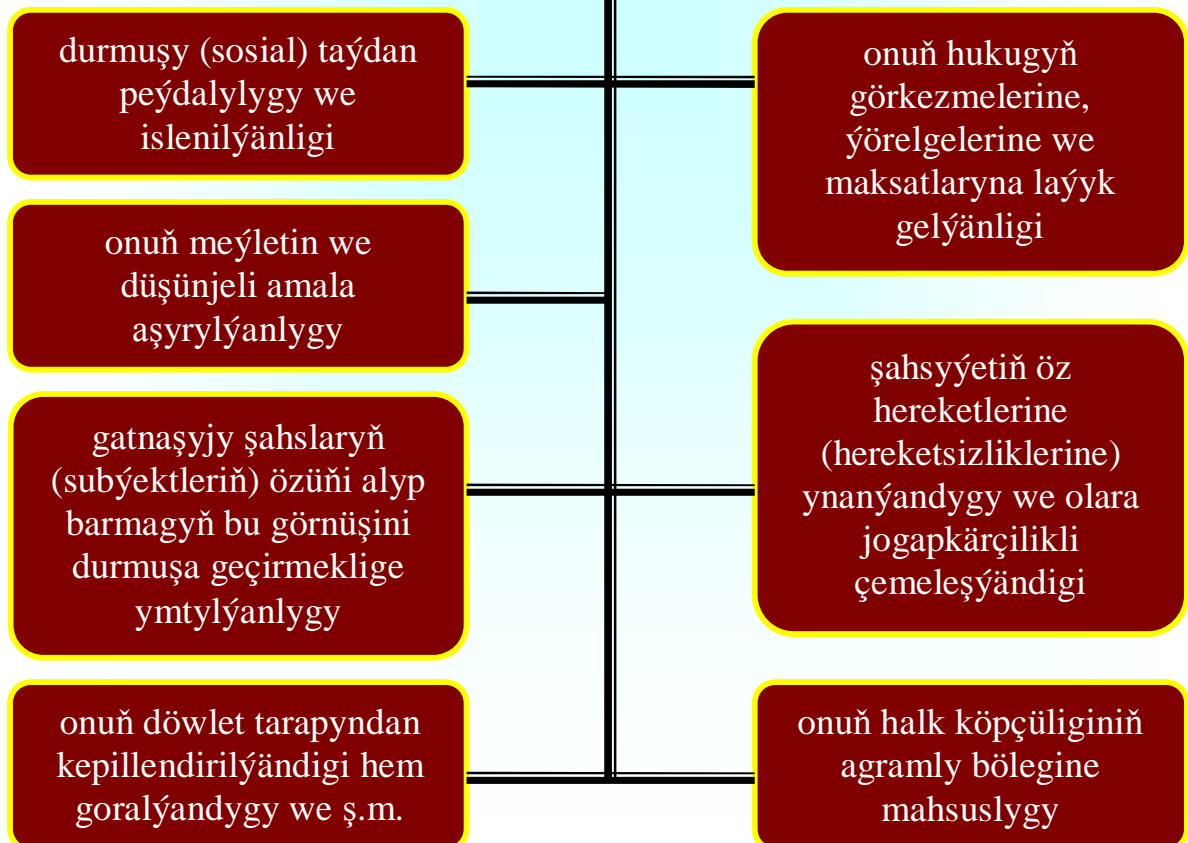 durmuşy (sosial) taýdan
peýdalylygy we
islenilýänligi
onuň hukugyň
görkezmelerine,
ýörelgelerine we
maksatlaryna laýyk
gelýänligi
onuň meýletin we
düşünjeli amala
aşyrylýanlygy
şahsyýetiň öz
hereketlerine
(hereketsizliklerine)
ynanýandygy we olara
jogapkärçilikli
çemeleşýändigi
gatnaşyjy şahslaryň
(subýektleriň) özüňi alyp
barmagyň bu görnüşini
durmuşa geçirmeklige
ymtylýanlygy
onuň döwlet tarapyndan
kepillendirilýändigi hem
goralýandygy we ş.m.
onuň halk köpçüliginiň
agramly bölegine
mahsuslygy